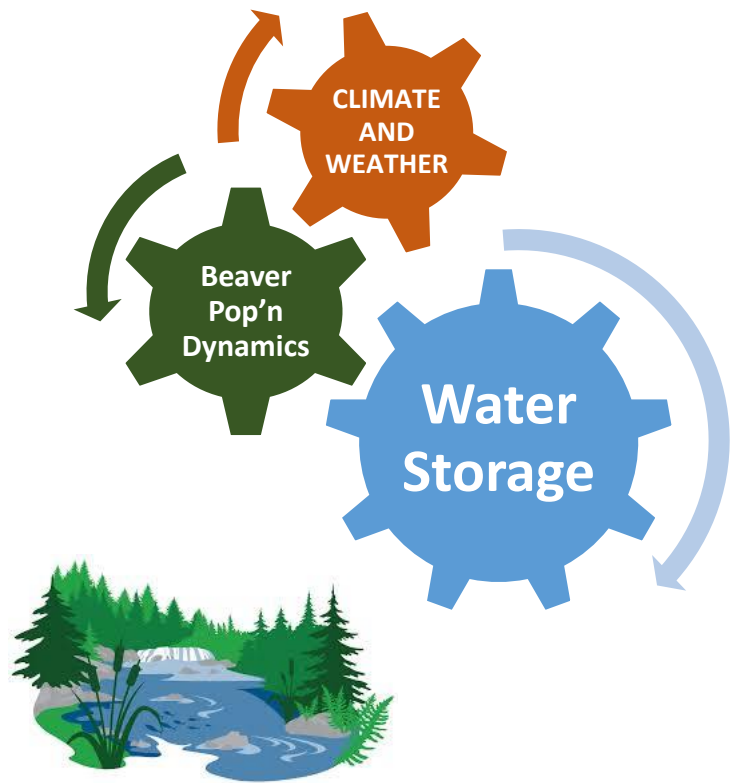 CLIMATE
AND
WEATHER
Beaver
Pop’n
Dynamics
Water
Storage